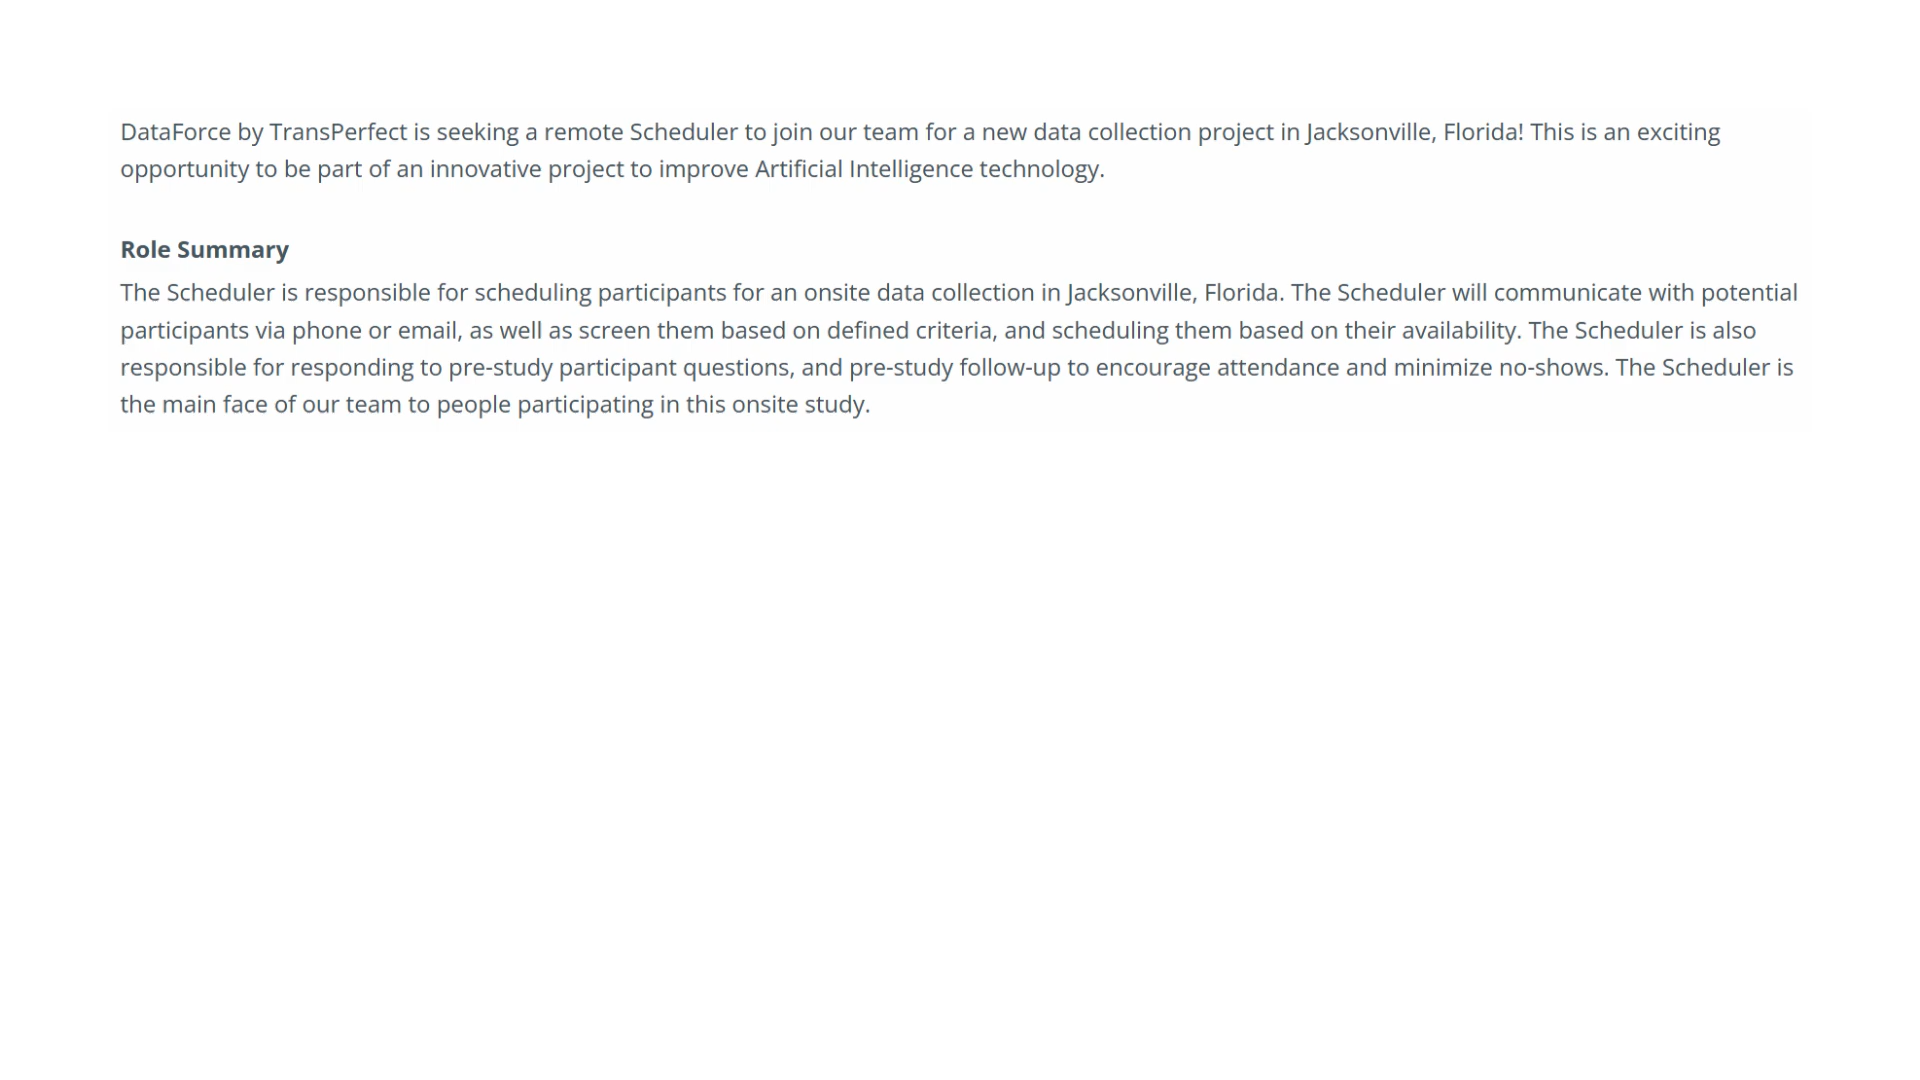 DataForce by TransPerfect is seeking a remote Scheduler to join our team for a new data collection project in Jacksonville, Florida! This is an exciting
opportunity to be part of an innovative project to improve Artificial Intelligence technology.
Role Summary
The Scheduler is responsible for scheduling participants for an onsite data collection in Jacksonville, Florida. The Scheduler will communicate with potential
participants via phone or email, as well as screen them based on defined criteria, and scheduling them based on their availability. The Scheduler is also
responsible for responding to pre-study participant questions, and pre-study follow-up to encourage attendance and minimize no-shows. The Scheduler is
the main face of our team to people participating in this onsite study.